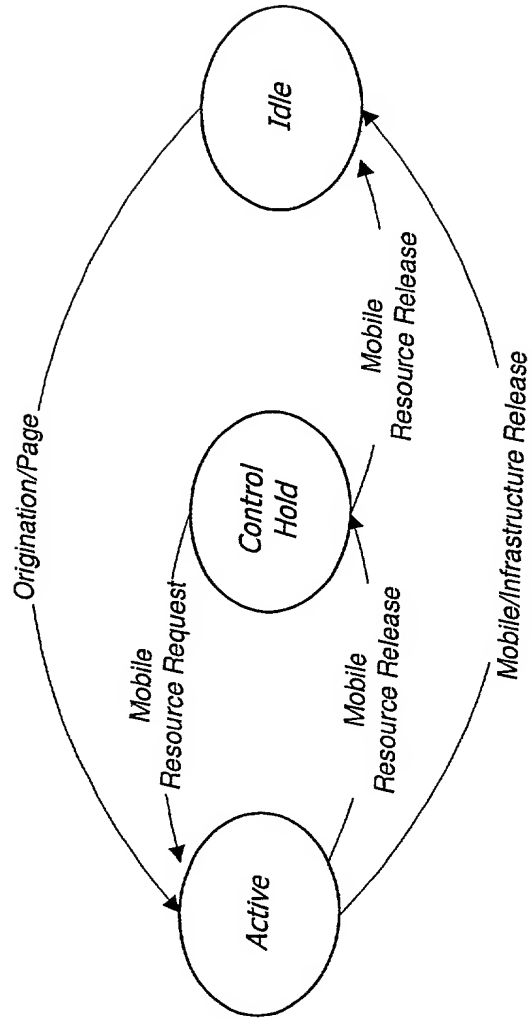 Origination/Page
Mobile
Resource Request
Active
Control
Hold
Idle
Mobile
Resource Release
Mobile
Resource Release
Mobile/Infrastructure Release